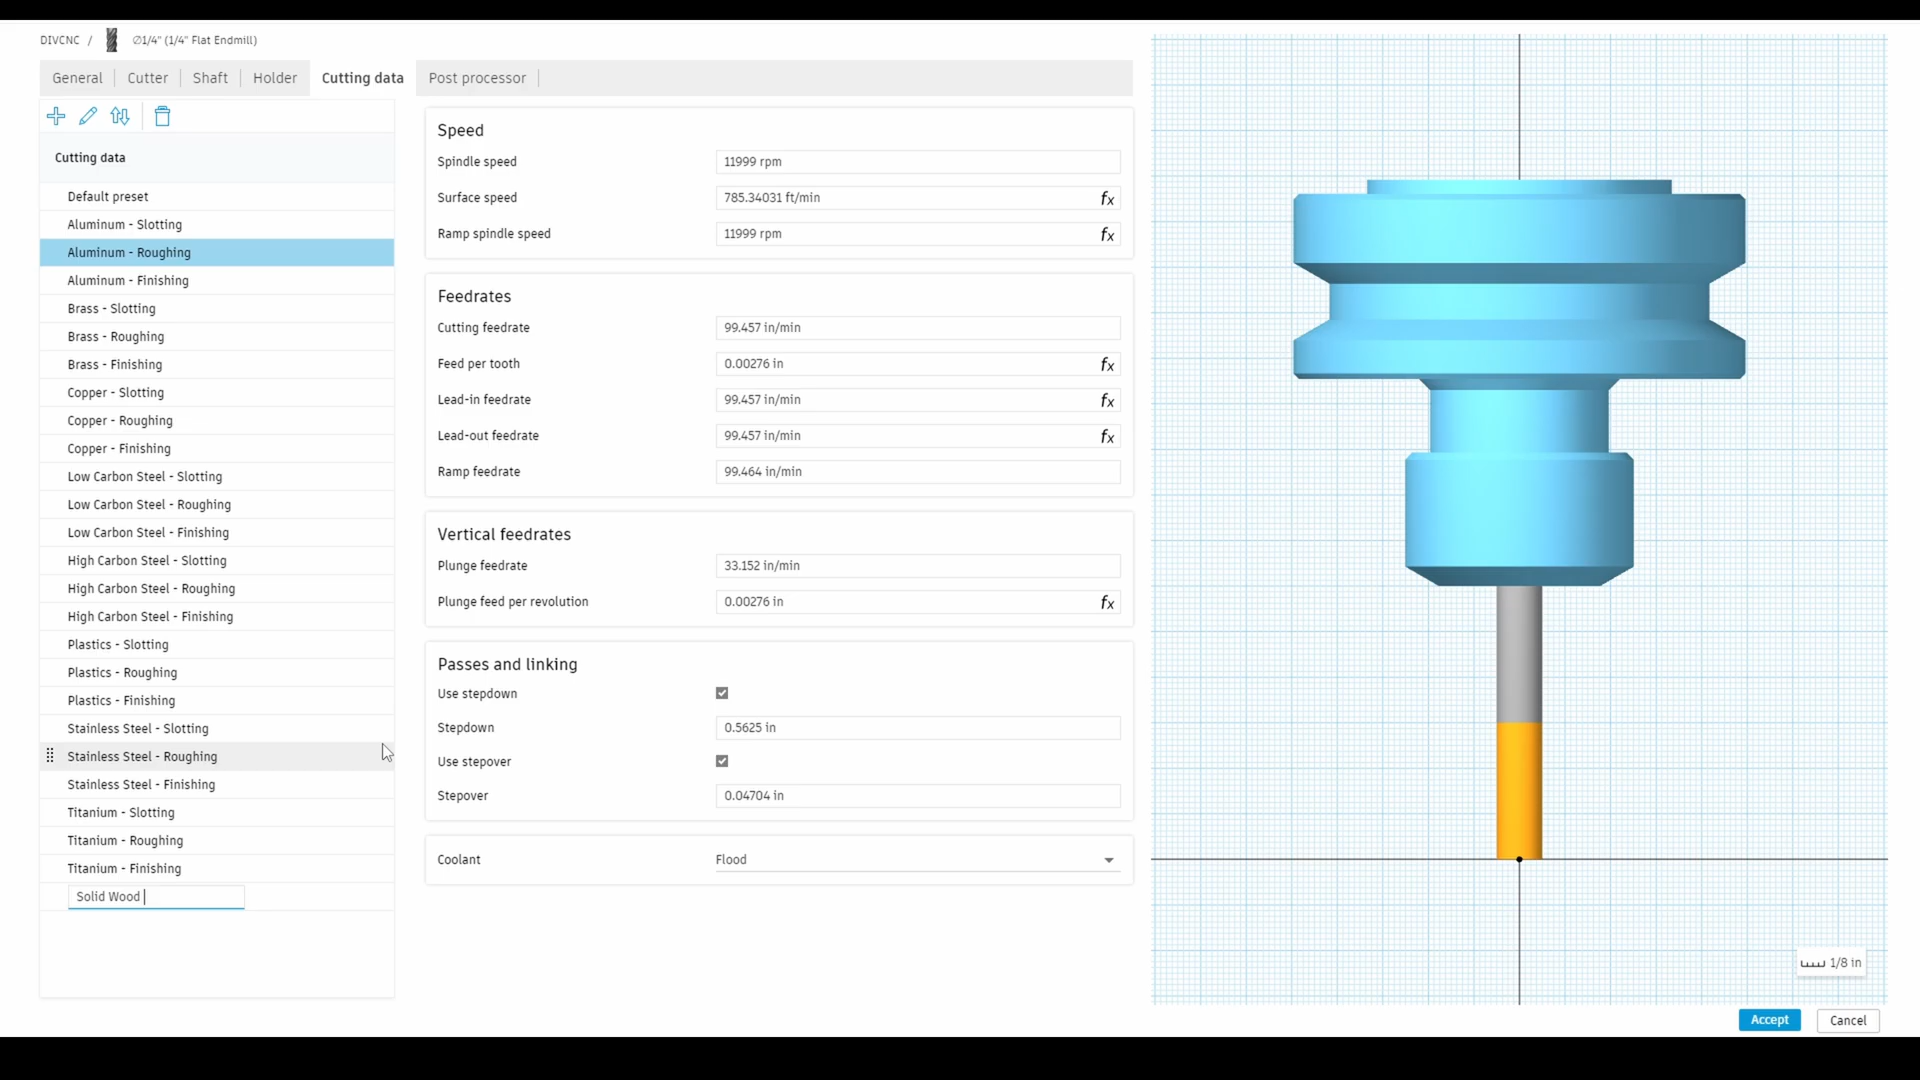 DIVCNC / ∅1/4" (1/4" Flat Endmill)
General Cutter Shaft Holder Cutting data Post processor
Cutting data
Default preset
Aluminum - Slotting
Aluminum - Roughing
Aluminum - Finishing
Brass - Slotting
Brass - Roughing
Brass - Finishing
Copper - Slotting
Copper - Roughing
Copper - Finishing
Low Carbon Steel - Slotting
Low Carbon Steel - Roughing
Low Carbon Steel - Finishing
High Carbon Steel - Slotting
High Carbon Steel - Roughing
High Carbon Steel - Finishing
Plastics - Slotting
Plastics - Roughing
Plastics - Finishing
Stainless Steel - Slotting
Stainless Steel - Roughing
Stainless Steel - Finishing
Titanium - Slotting
Titanium - Roughing
Titanium - Finishing
Solid Wood
Speed
Spindle speed 11999 rpm
Surface speed 785.34031 ft/min fx
Ramp spindle speed 11999 rpm fx
Feedrates
Cutting feedrate 99.457 in/min
Feed per tooth 0.00276 in fx
Lead-in feedrate 99.457 in/min fx
Lead-out feedrate 99.457 in/min fx
Ramp feedrate 99.464 in/min
Vertical feedrates
Plunge feedrate 33.152 in/min
Plunge feed per revolution 0.00276 in fx
Passes and linking
Use stepdown
Stepdown 0.5625 in
Use stepover
Stepover 0.04704 in
Coolant Flood
1/8 in
Accept Cancel